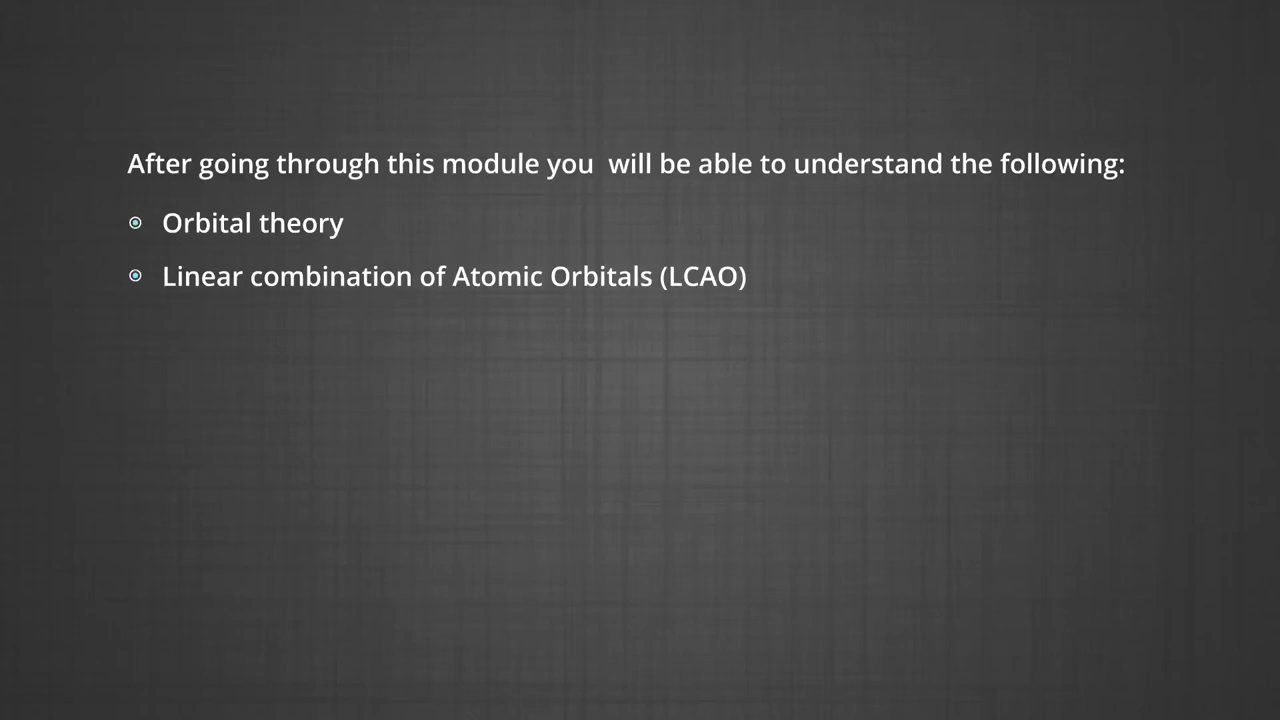 After going through this module you  will be able to understand the following:
Orbital theory
Linear combination of Atomic Orbitals (LCAO)